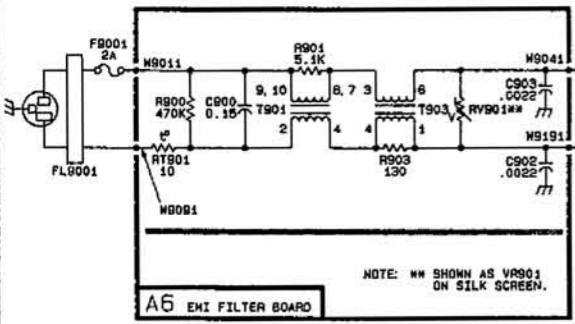 F9001
2A
W9011
R901
5.1K
W9041
9, 10
6, 7
3
6
C903
.0022
R900
470K
C900
0.15
T901
T903
RV901**
2
4
4
1
W9191
t°
RT901
10
R903
130
C902
.0022
FL9001
W9091
NOTE: ** SHOWN AS VR901
ON SILK SCREEN.
A6 EMI FILTER BOARD